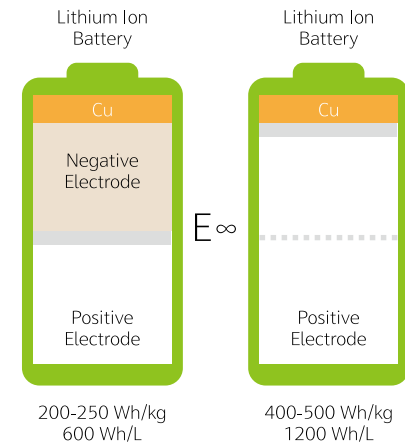 Lithium Ion
Battery
Cu
Negative
Electrode
Positive
Electrode
200-250 Wh/kg
600 Wh/L
E ∞
Lithium Ion
Battery
Cu
Positive
Electrode
400-500 Wh/kg
1200 Wh/L